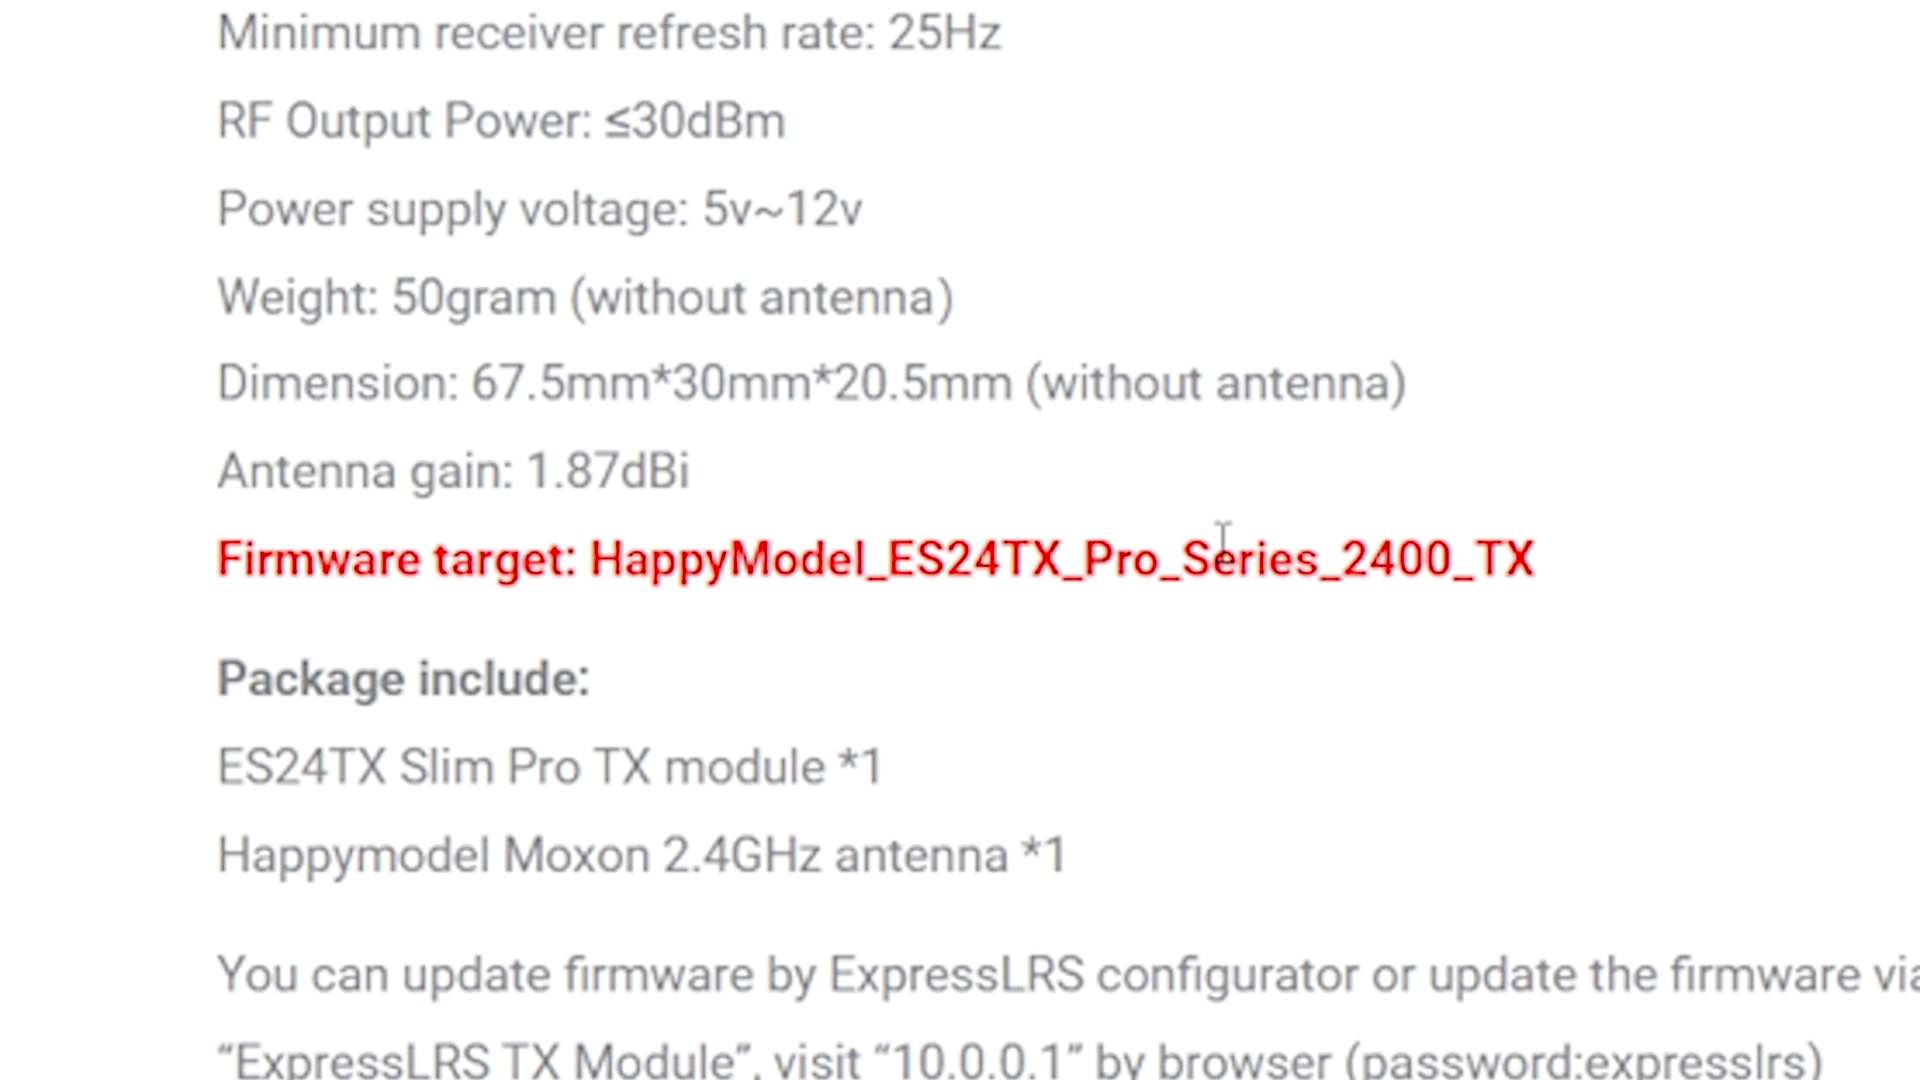 Minimum receiver refresh rate: 25Hz
RF Output Power: ≤30dBm
Power supply voltage: 5v~12v
Weight: 50gram (without antenna)
Dimension: 67.5mm*30mm*20.5mm (without antenna)
Antenna gain: 1.87dBi
Firmware target: HappyModel_ES24TX_Pro_Series_2400_TX
Package include:
ES24TX Slim Pro TX module *1
Happymodel Moxon 2.4GHz antenna *1
You can update firmware by ExpressLRS configurator or update the firmware via
“ExpressLRS TX Module”, visit “10.0.0.1” by browser (password:expresslrs)